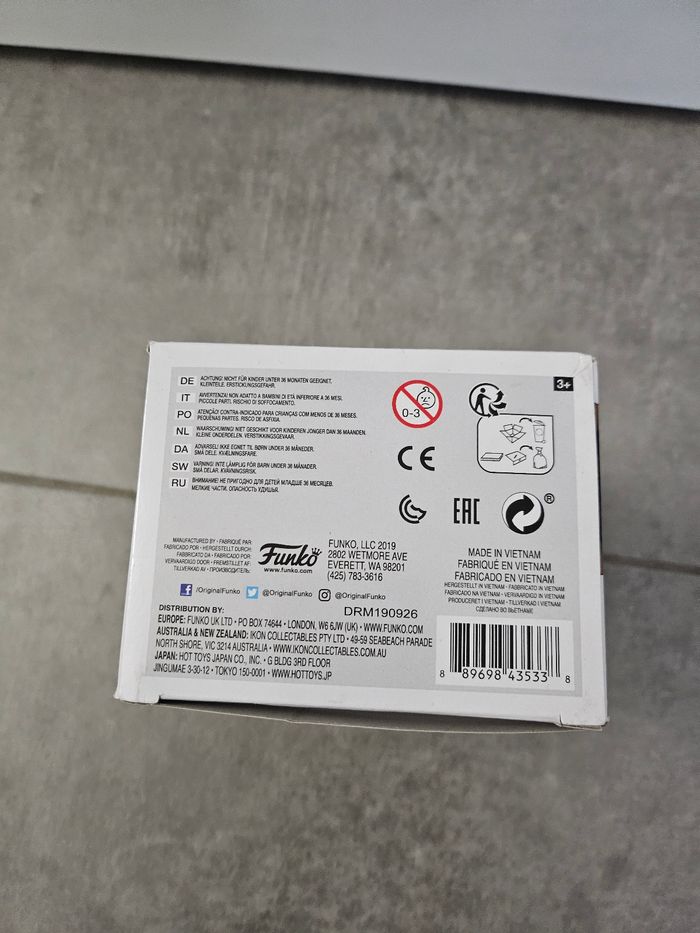 3+
DE ACHTUNG! NICHT FÜR KINDER UNTER 36 MONATEN GEEIGNET.
KLEINTEILE. ERSTICKUNGSGEFAHR.
IT AVVERTENZA! NON ADATTO A BAMBINI DI ETÀ INFERIORE A 36 MESI.
PICCOLE PARTI. RISCHIO DI SOFFOCAMENTO.
PO ATENÇÃO! CONTRA-INDICADO PARA CRIANÇAS COM MENOS DE 36 MESES.
PEQUENAS PARTES. RISCO DE ASFIXIA.
NL WAARSCHUWING! NIET GESCHIKT VOOR KINDEREN JONGER DAN 36 MAANDEN.
KLEINE ONDERDELEN. VERSTIKKINGSGEVAAR.
DA ADVARSEL! IKKE EGNET TIL BØRN UNDER 36 MÅNEDER.
SMÅ DELE. KVÆLNINGSFARE.
SW VARNING! INTE LÄMPLIG FÖR BARN UNDER 36 MÅNADER.
SMÅ DELAR. KVÄVNINGSRISK.
RU ВНИМАНИЕ! НЕ ПРИГОДНО ДЛЯ ДЕТЕЙ МЛАДШЕ 36 МЕСЯЦЕВ.
МЕЛКИЕ ЧАСТИ. ОПАСНОСТЬ УДУШЬЯ.
0-3
CE
EAC
®
MANUFACTURED BY • FABRIQUÉ PAR
FABRICADO POR • HERGESTELLT DURCH:
FABBRICATO DA • FABRICADO POR:
VERVAARDIGD DOOR • FREMSTILLET AF:
TILLVERKAD AV • ПРОИЗВОДИТЕЛЬ:
Funko
www.funko.com
FUNKO, LLC 2019
2802 WETMORE AVE
EVERETT, WA 98201
(425) 783-3616
MADE IN VIETNAM
FABRIQUÉ EN VIETNAM
FABRICADO EN VIETNAM
HERGESTELLT IN VIETNAM • FABBRICATO IN VIETNAM
FABRICADO NA VIETNAM • VERVAARDIGD IN VIETNAM
PRODUCERET I VIETNAM • TILLVERKAD I VIETNAM
СДЕЛАНО ВО ВЬЕТНАМЕ
/OriginalFunko @OriginalFunko @OriginalFunko
DRM190926
DISTRIBUTION BY:
EUROPE: FUNKO UK LTD • PO BOX 74644 • LONDON, W6 6JW (UK) • WWW.FUNKO.COM
AUSTRALIA & NEW ZEALAND: IKON COLLECTABLES PTY LTD • 49-59 SEABEACH PARADE
NORTH SHORE, VIC 3214 AUSTRALIA • WWW.IKONCOLLECTABLES.COM.AU
JAPAN: HOT TOYS JAPAN CO., INC. • G BLDG 3RD FLOOR
JINGUMAE 3-30-12 • TOKYO 150-0001 • WWW.HOTTOYS.JP
8 89698 43533 8